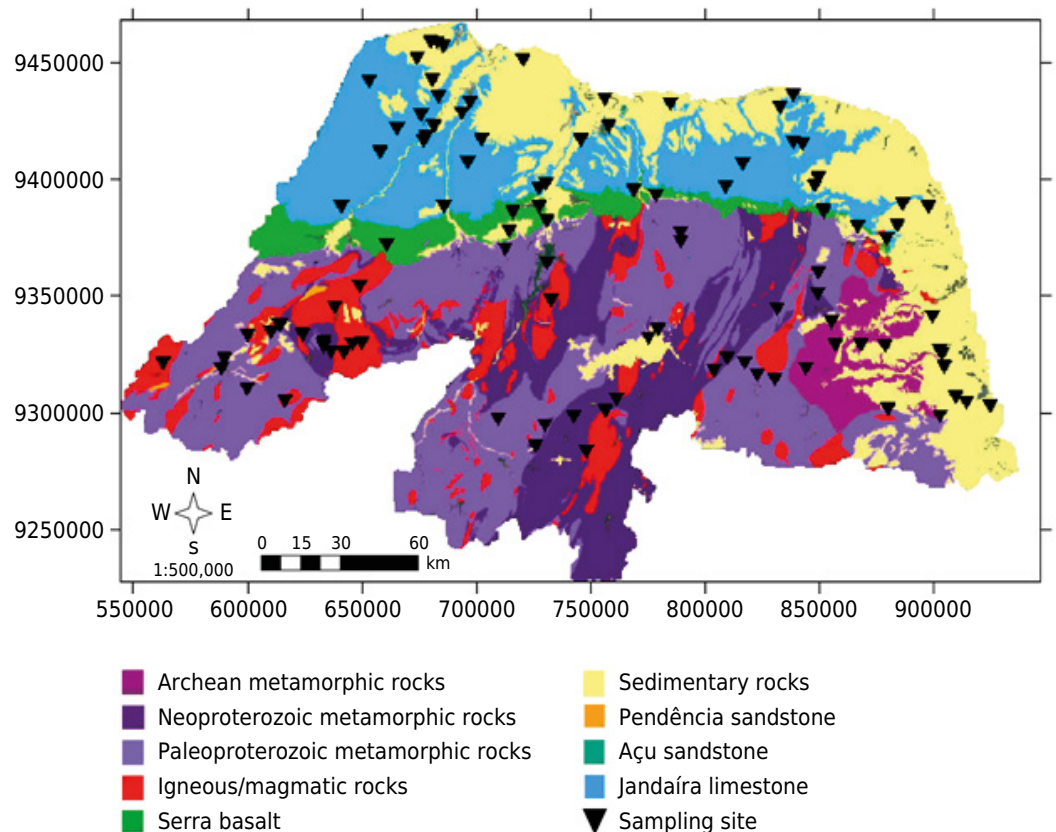 9450000
9400000
9350000
9300000
9250000
N
W E
s
1:500,000
0 15 30 60
km
550000 600000 650000 700000 750000 800000 850000 900000
Archean metamorphic rocks
Neoproterozoic metamorphic rocks
Paleoproterozoic metamorphic rocks
Igneous/magmatic rocks
Serra basalt
Sedimentary rocks
Pendência sandstone
Açu sandstone
Jandaíra limestone
Sampling site